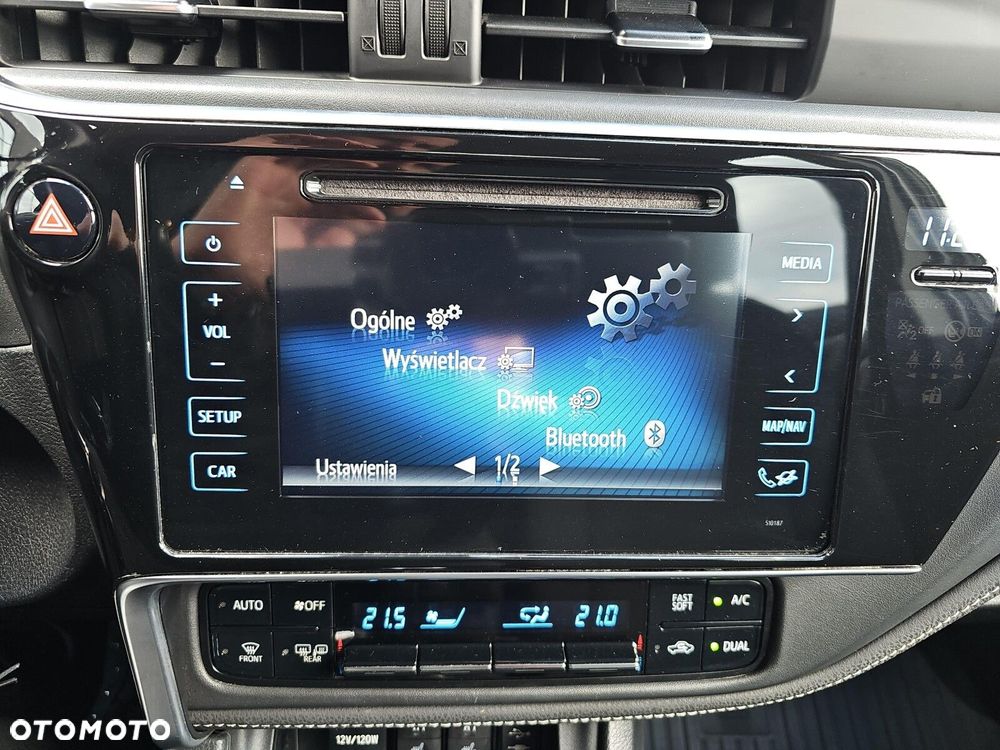 MEDIA
VOL
SETUP
CAR
MAP/NAV
Ogólne
Wyświetlacz
Dźwięk
Bluetooth
Ustawienia
1/2
510187
AUTO
OFF
21.5
21.0
FAST
SOFT
A/C
FRONT
REAR
DUAL
12V/120W
OTOMOTO